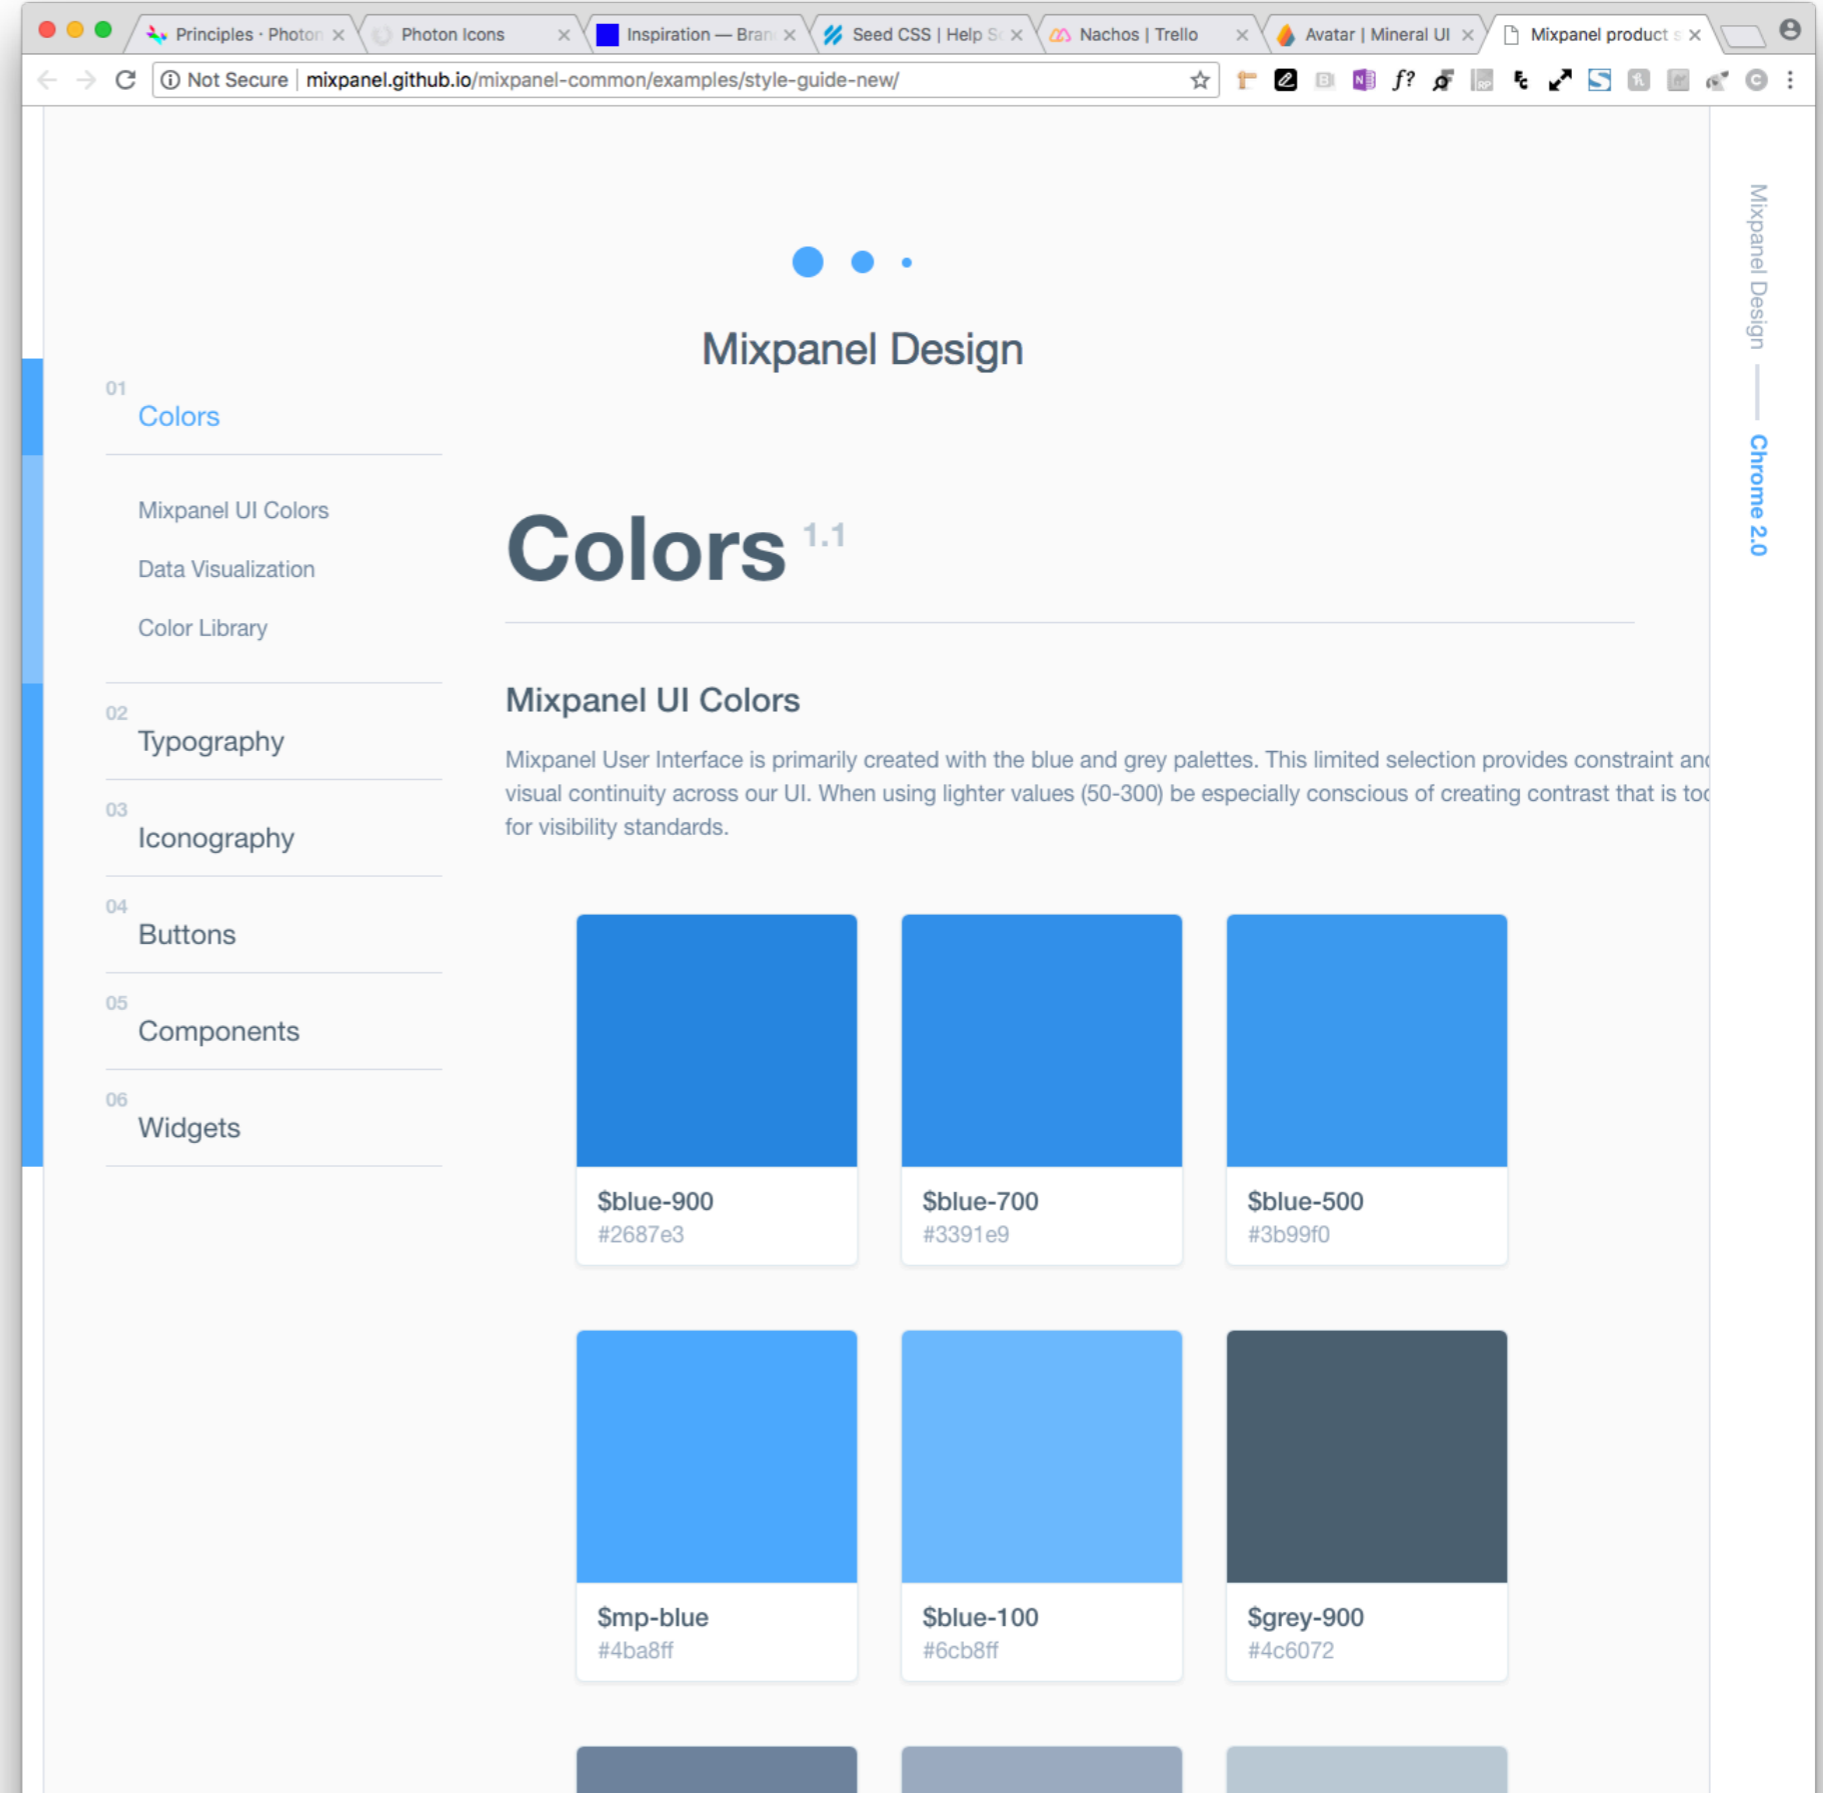 Principles · Photon
Photon Icons
Inspiration — Bran
Seed CSS | Help Sc
Nachos | Trello
Avatar | Mineral UI
Mixpanel product s
Not Secure | mixpanel.github.io/mixpanel-common/examples/style-guide-new/
Mixpanel Design
Chrome 2.0
Mixpanel Design
01
Colors
Mixpanel UI Colors
Data Visualization
Color Library
02
Typography
03
Iconography
04
Buttons
05
Components
06
Widgets
Colors 1.1
Mixpanel UI Colors
Mixpanel User Interface is primarily created with the blue and grey palettes. This limited selection provides constraint and
visual continuity across our UI. When using lighter values (50-300) be especially conscious of creating contrast that is too
for visibility standards.
$blue-900
#2687e3
$blue-700
#3391e9
$blue-500
#3b99f0
$mp-blue
#4ba8ff
$blue-100
#6cb8ff
$grey-900
#4c6072